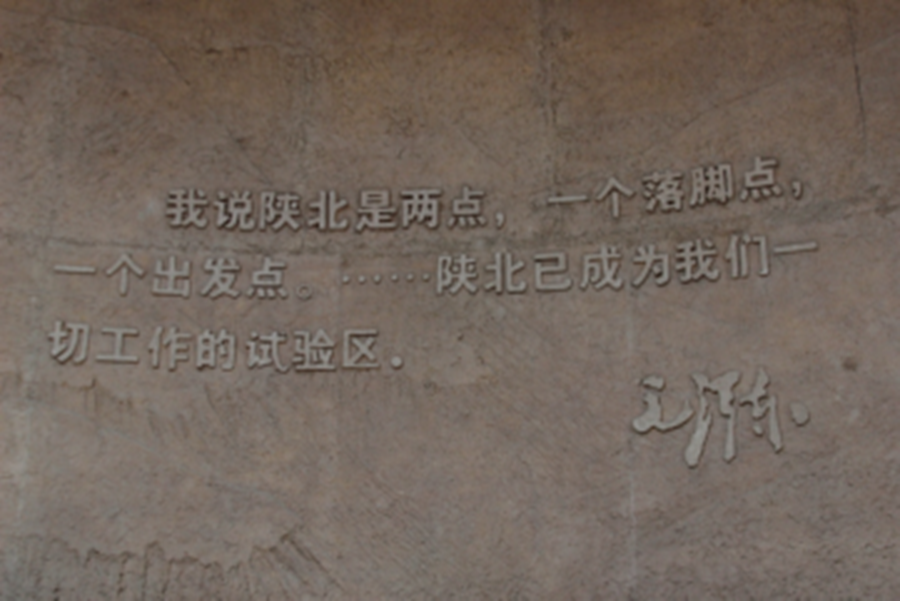 我说陕北是两点，一个落脚点，
一个出发点。……陕北已成为我们一
切工作的试验区.
毛泽东